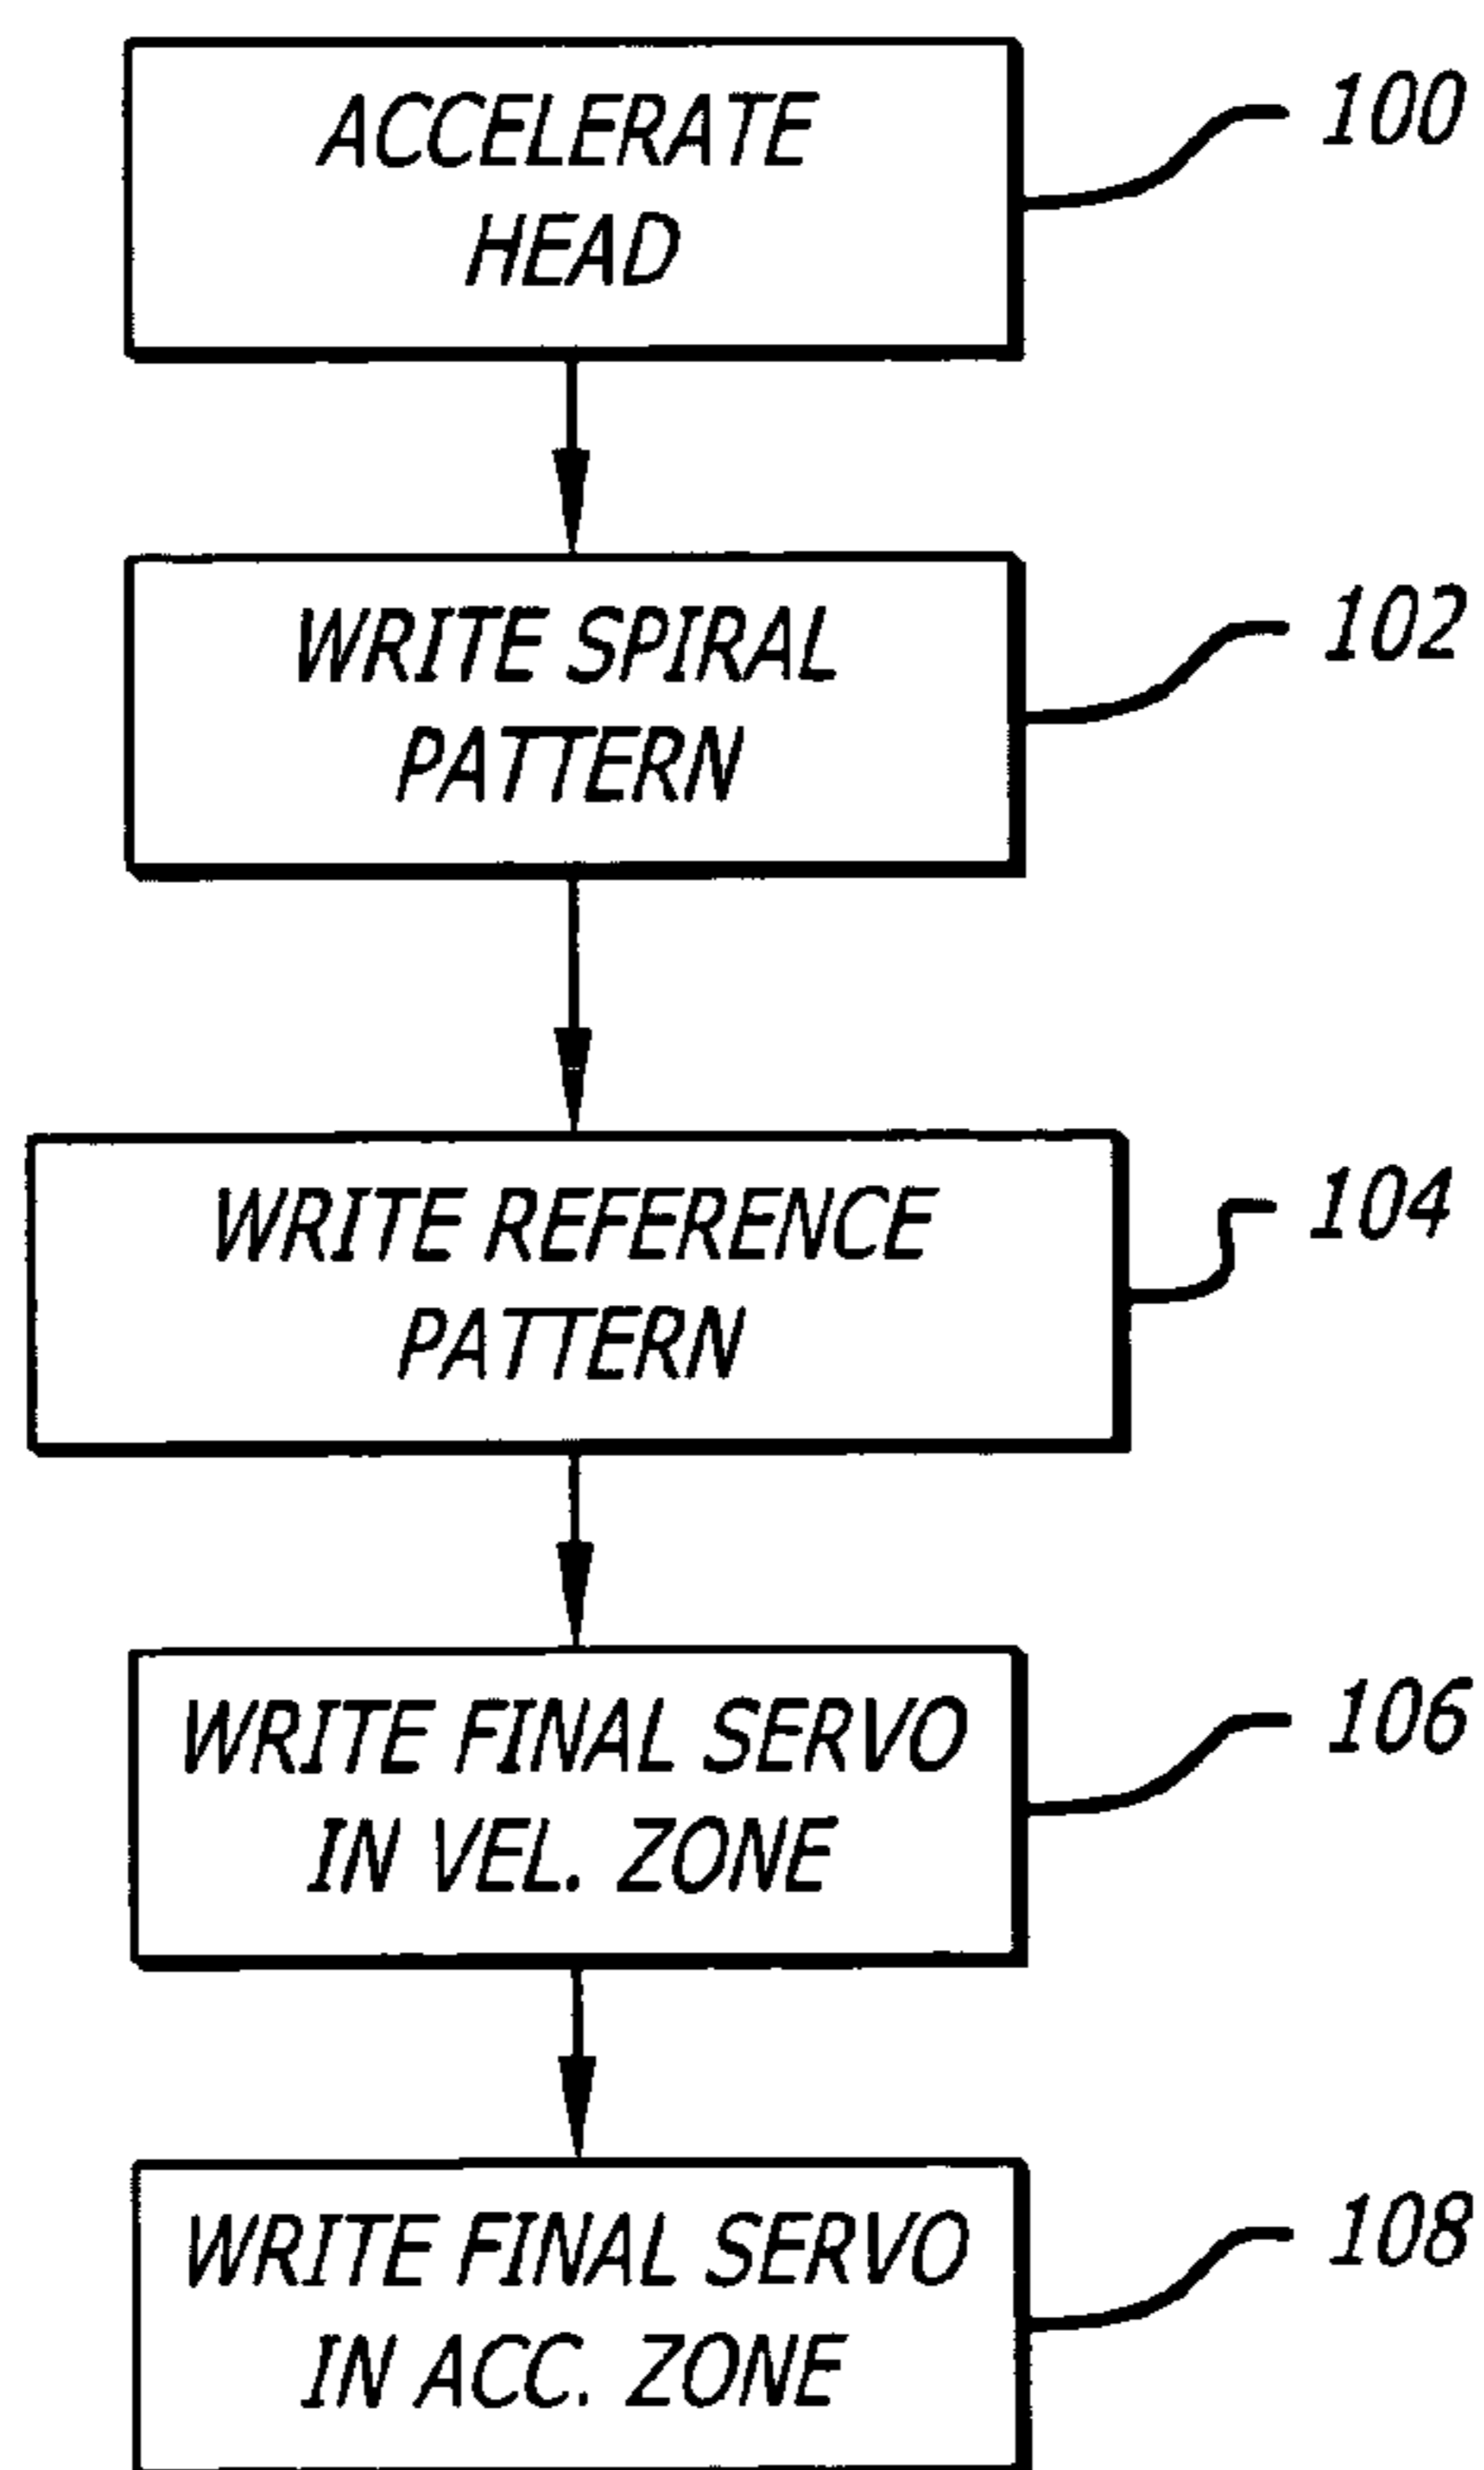 ACCELERATE
HEAD
100
WRITE SPIRAL
PATTERN
102
WRITE REFERENCE
PATTERN
104
WRITE FINAL SERVO
IN VEL. ZONE
106
WRITE FINAL SERVO
IN ACC. ZONE
108